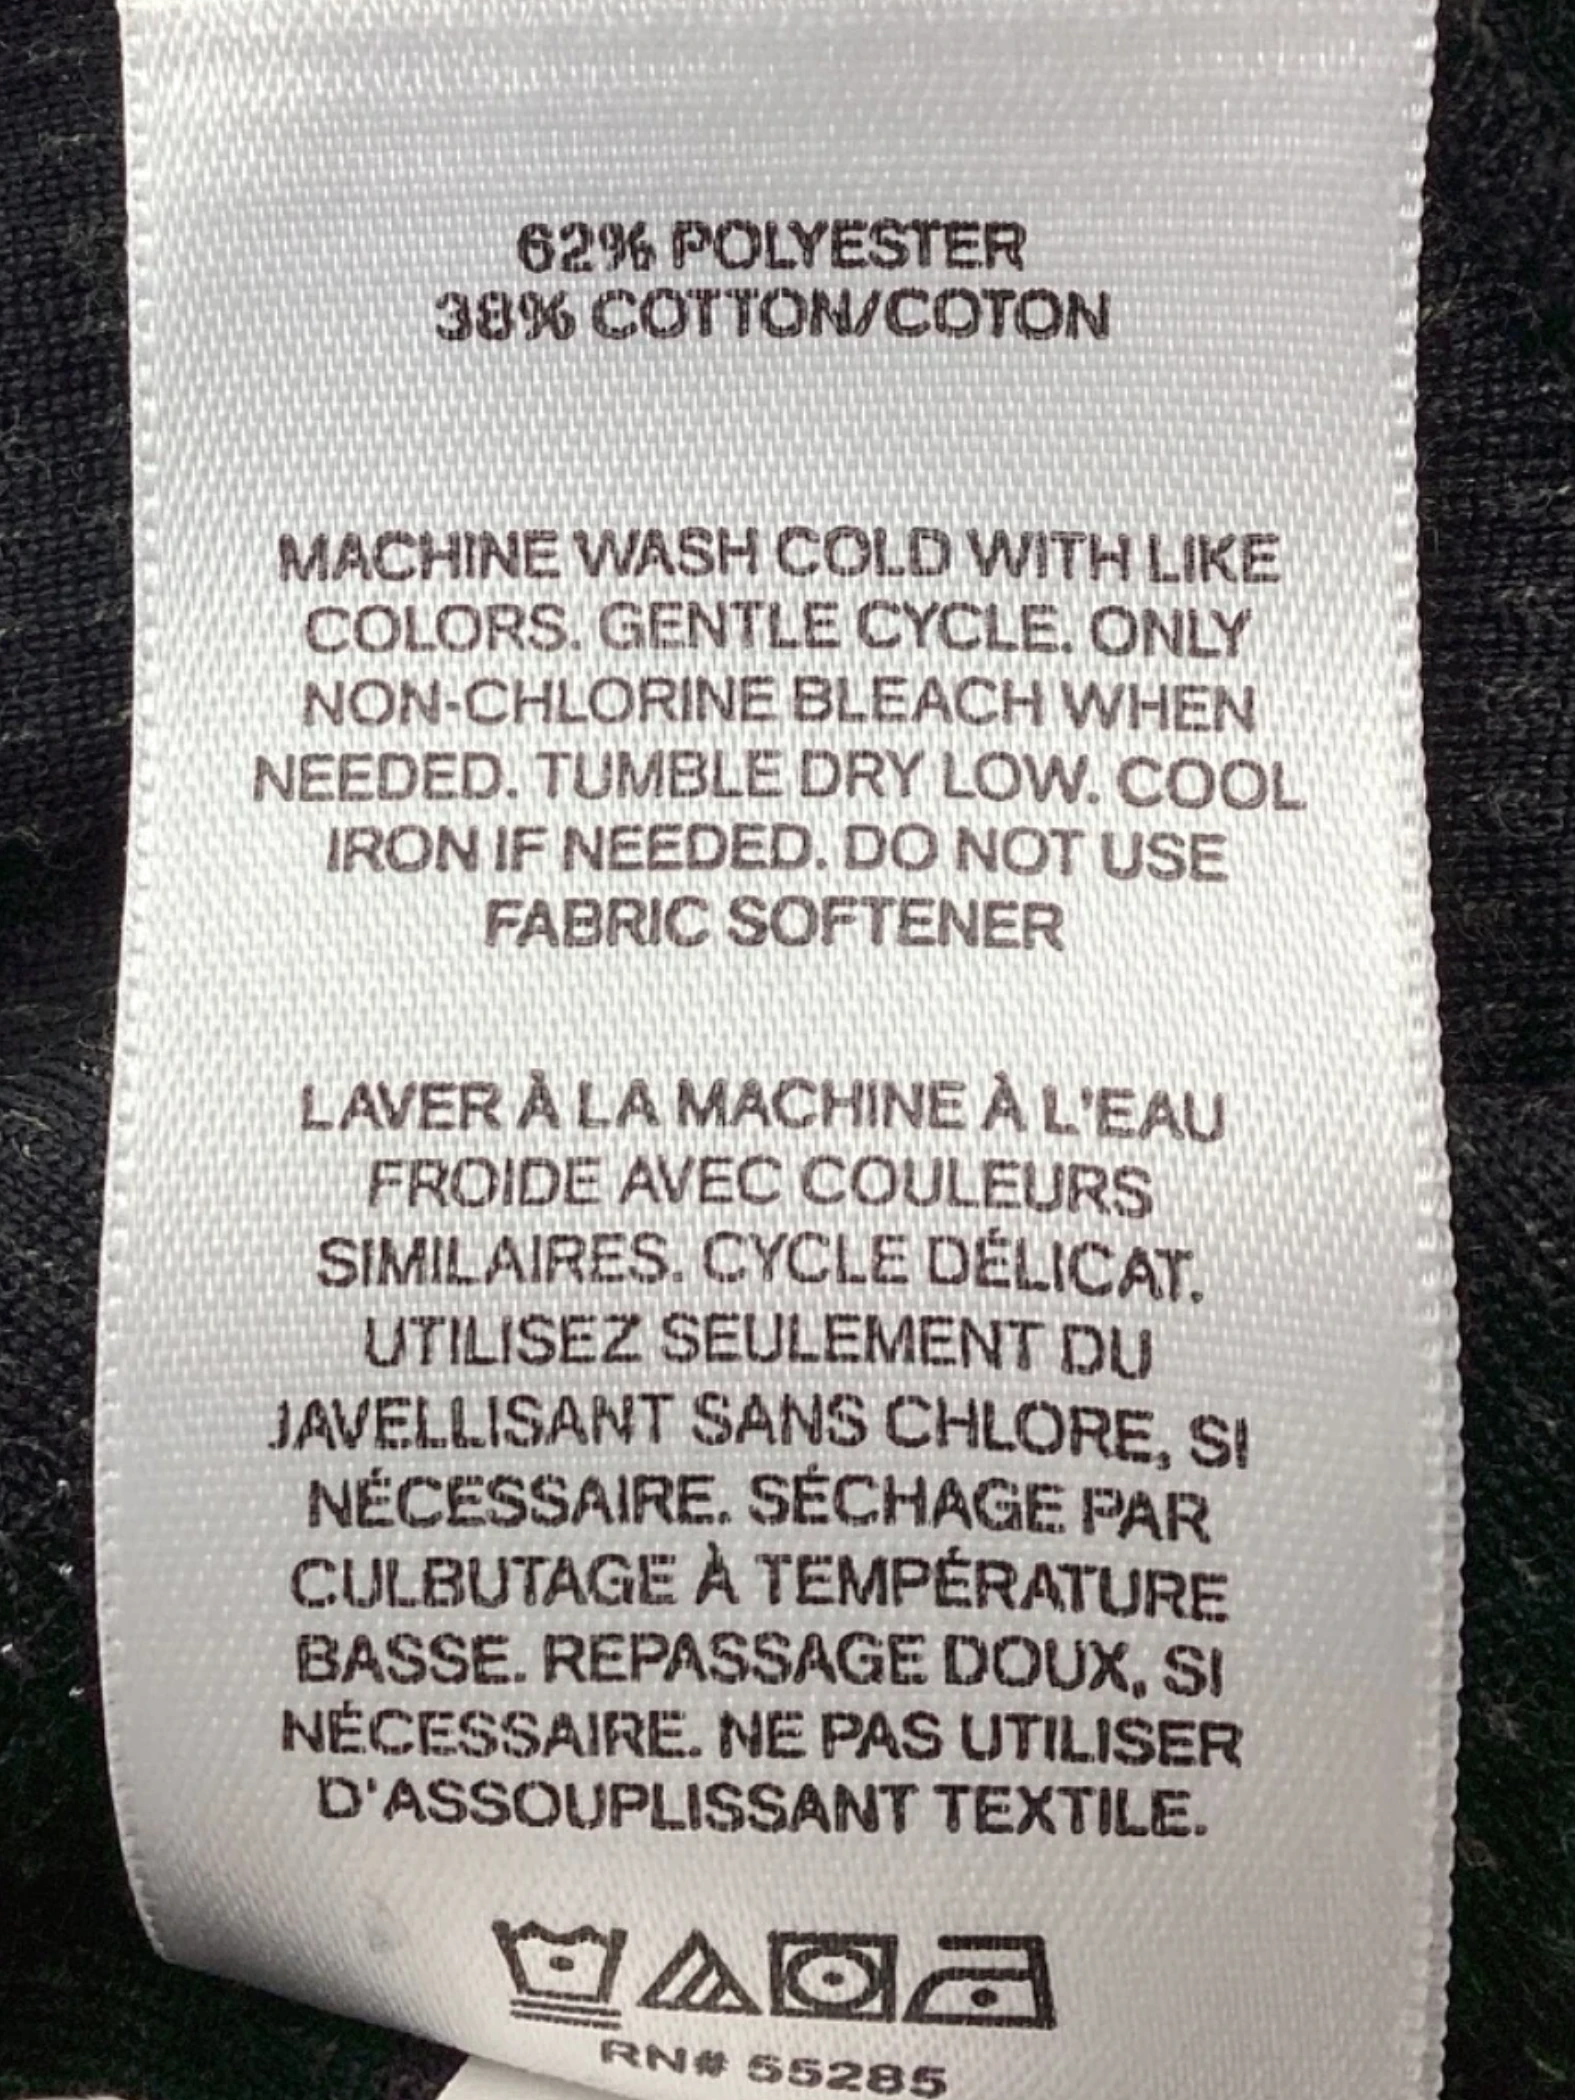 62% POLYESTER
38% COTTON/COTON
MACHINE WASH COLD WITH LIKE
COLORS. GENTLE CYCLE. ONLY
NON-CHLORINE BLEACH WHEN
NEEDED. TUMBLE DRY LOW. COOL
IRON IF NEEDED. DO NOT USE
FABRIC SOFTENER
LAVER À LA MACHINE À L'EAU
FROIDE AVEC COULEURS
SIMILAIRES. CYCLE DÉLICAT.
UTILISEZ SEULEMENT DU
JAVELLISANT SANS CHLORE, SI
NÉCESSAIRE. SÉCHAGE PAR
CULBUTAGE À TEMPÉRATURE
BASSE. REPASSAGE DOUX, SI
NÉCESSAIRE. NE PAS UTILISER
D'ASSOUPLISSANT TEXTILE.
RN# 55285